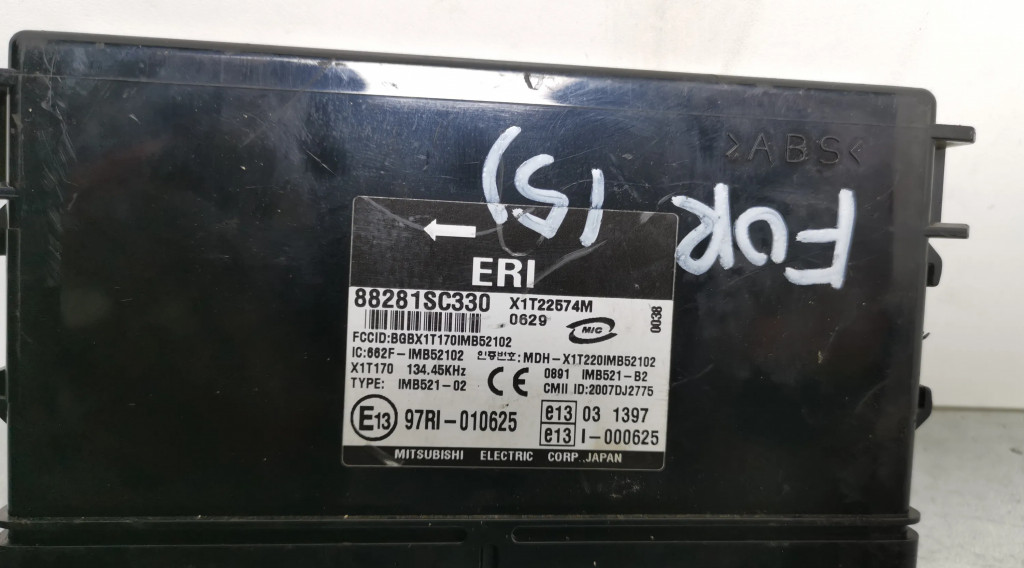 >ABS<
FOR (S)
ERI
88281SC330 X1T22574M
0629 MIC 0038
FCCID:BGBX1T170IMB52102
IC:662F-IMB52102 인증번호:MDH-X1T220IMB52102
X1T170 134.45KHz CE 0891 IMB521-B2
TYPE: IMB521-02 CMII ID:2007DJ2775
E13 97RI-010625 e13 03 1397
e13 I-000625
MITSUBISHI ELECTRIC CORP. JAPAN